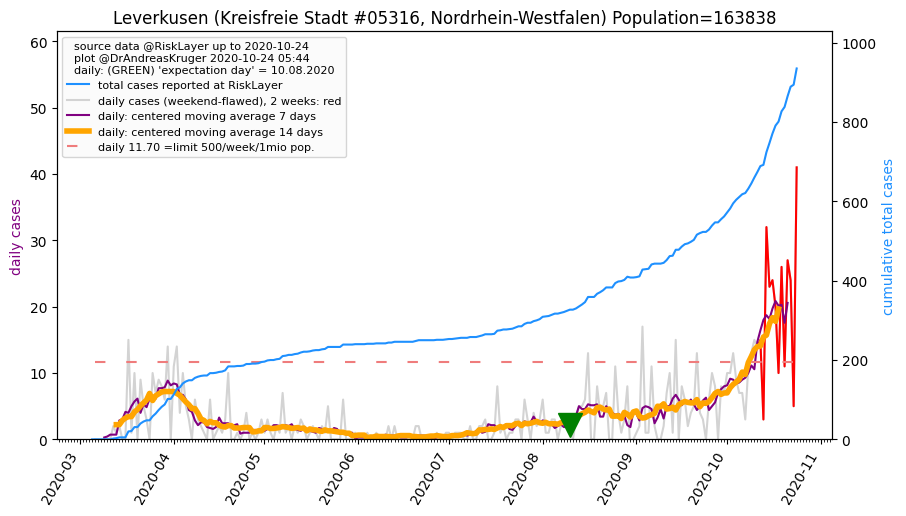 Leverkusen (Kreisfreie Stadt #05316, Nordrhein-Westfalen) Population=163838
source data @RiskLayer up to 2020-10-24
plot @DrAndreasKruger 2020-10-24 05:44
daily: (GREEN) 'expectation day' = 10.08.2020
total cases reported at RiskLayer
daily cases (weekend-flawed), 2 weeks: red
daily: centered moving average 7 days
daily: centered moving average 14 days
daily 11.70 =limit 500/week/1mio pop.
daily cases
60
50
40
30
20
10
0
cumulative total cases
1000
800
600
400
200
0
2020-03
2020-04
2020-05
2020-06
2020-07
2020-08
2020-09
2020-10
2020-11